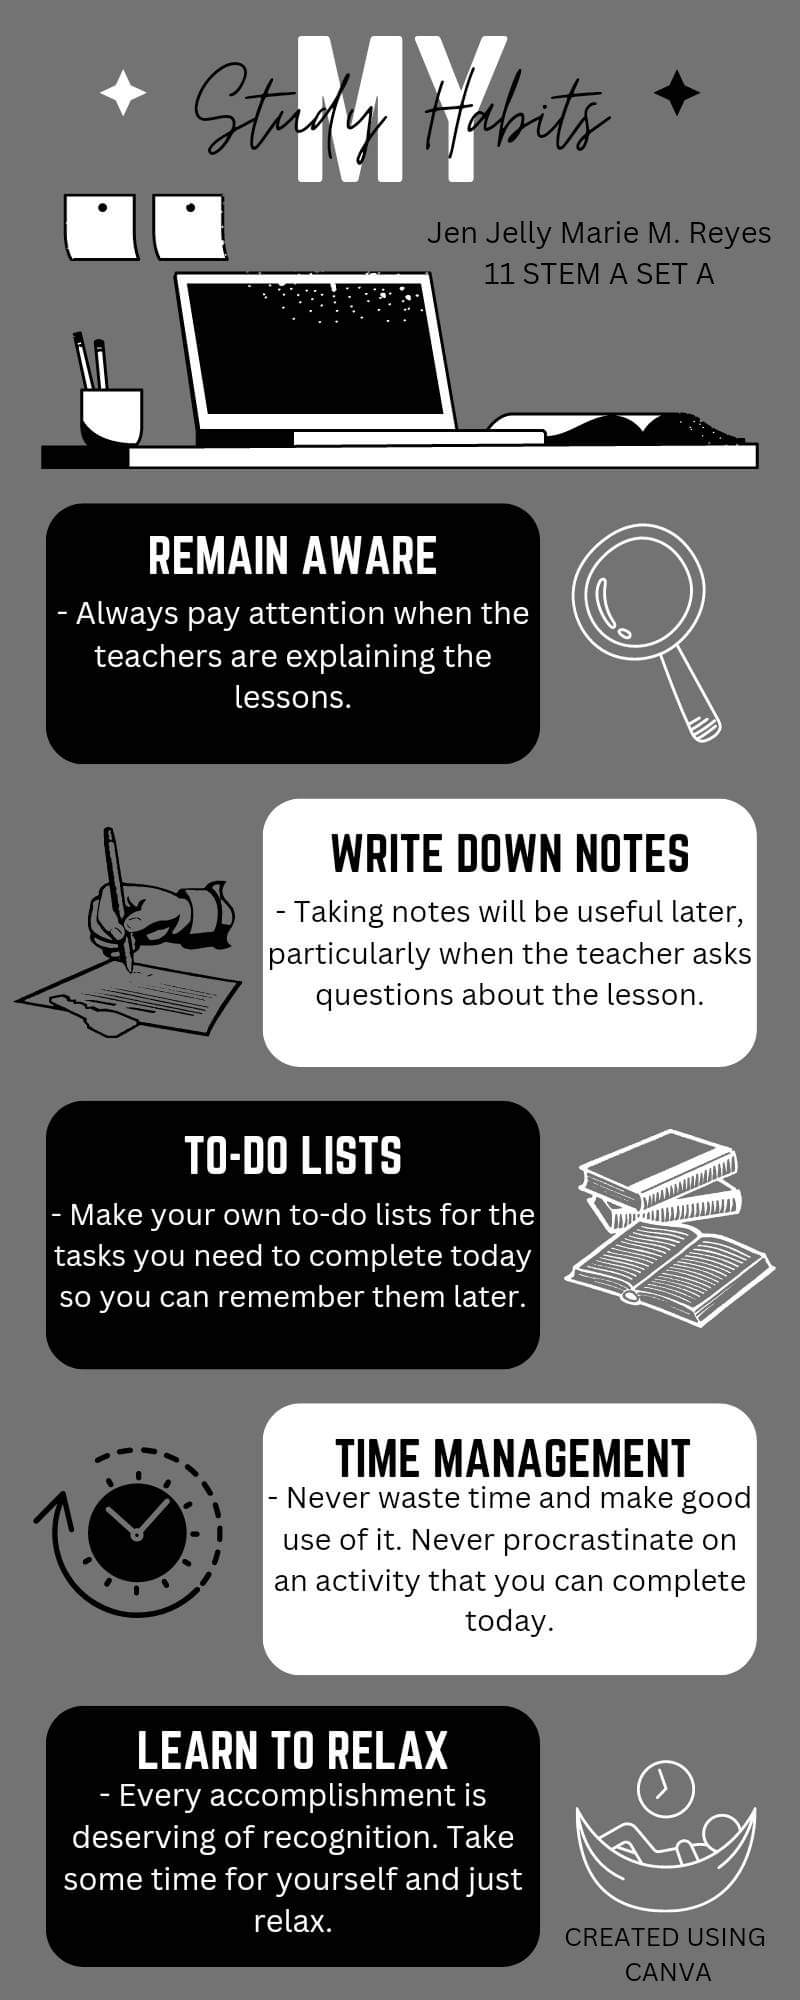 MY
Study Habits
Jen Jelly Marie M. Reyes
11 STEM A SET A
REMAIN AWARE
- Always pay attention when the
teachers are explaining the
lessons.
WRITE DOWN NOTES
- Taking notes will be useful later,
particularly when the teacher asks
questions about the lesson.
TO-DO LISTS
- Make your own to-do lists for the
tasks you need to complete today
so you can remember them later.
TIME MANAGEMENT
- Never waste time and make good
use of it. Never procrastinate on
an activity that you can complete
today.
LEARN TO RELAX
- Every accomplishment is
deserving of recognition. Take
some time for yourself and just
relax.
CREATED USING
CANVA